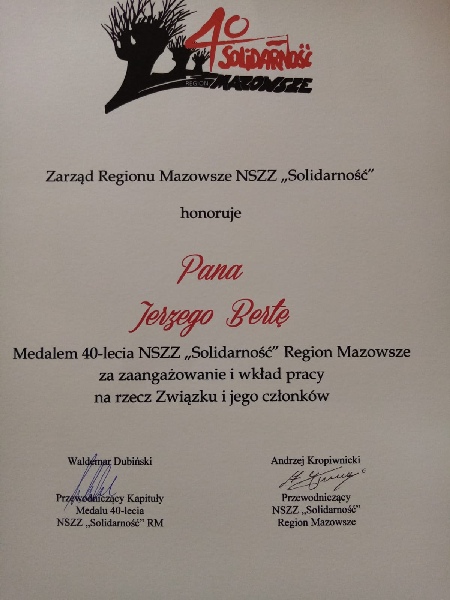 40
SOLIDARNOŚĆ
REGION MAZOWSZE
Zarząd Regionu Mazowsze NSZZ „Solidarność”
honoruje
Pana
Jerzego Bertę
Medalem 40-lecia NSZZ „Solidarność” Region Mazowsze
za zaangażowanie i wkład pracy
na rzecz Związku i jego członków
Waldemar Dubiński
Przewodniczący Kapituły
Medalu 40-lecia
NSZZ „Solidarność” RM
Andrzej Kropiwnicki
Przewodniczący
NSZZ „Solidarność”
Region Mazowsze